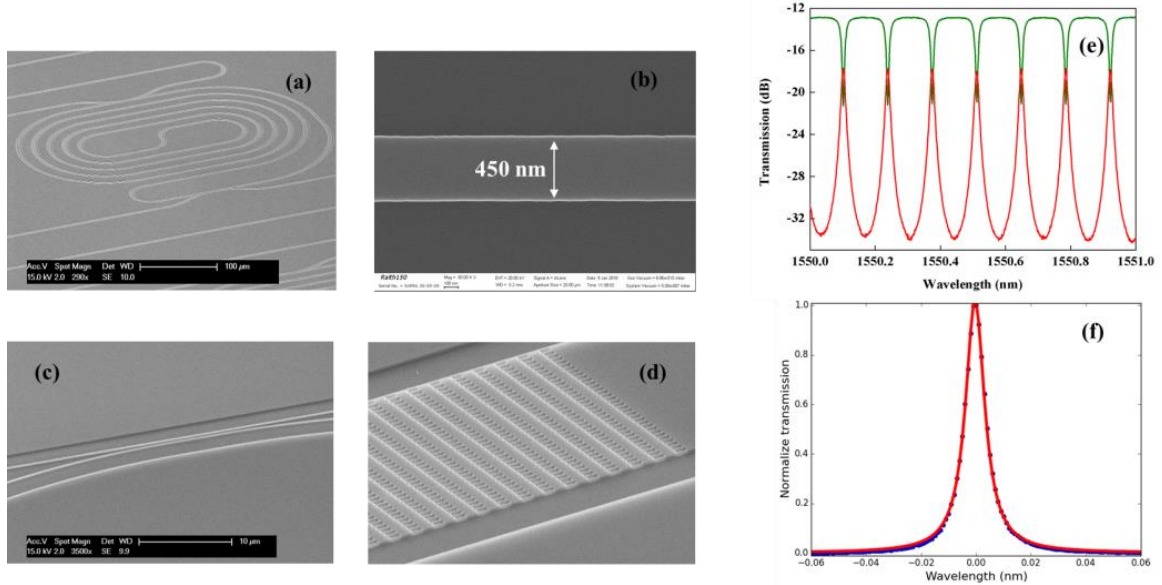 (a)
Acc.V Spot Magn Det WD 100 µm
15.0 kV 2.0 290x SE 10.0
(b)
450 nm
Raith150
100 nm
(c)
Acc.V Spot Magn Det WD 10 µm
15.0 kV 2.0 3500x SE 9.9
(d)
(e)
Transmission (dB)
-12
-16
-20
-24
-28
-32
1550.0 1550.2 1550.4 1550.6 1550.8 1551.0
Wavelength (nm)
(f)
Normalize transmission
1.0
0.8
0.6
0.4
0.2
0.0
-0.06 -0.04 -0.02 0.00 0.02 0.04 0.06
Wavelength (nm)